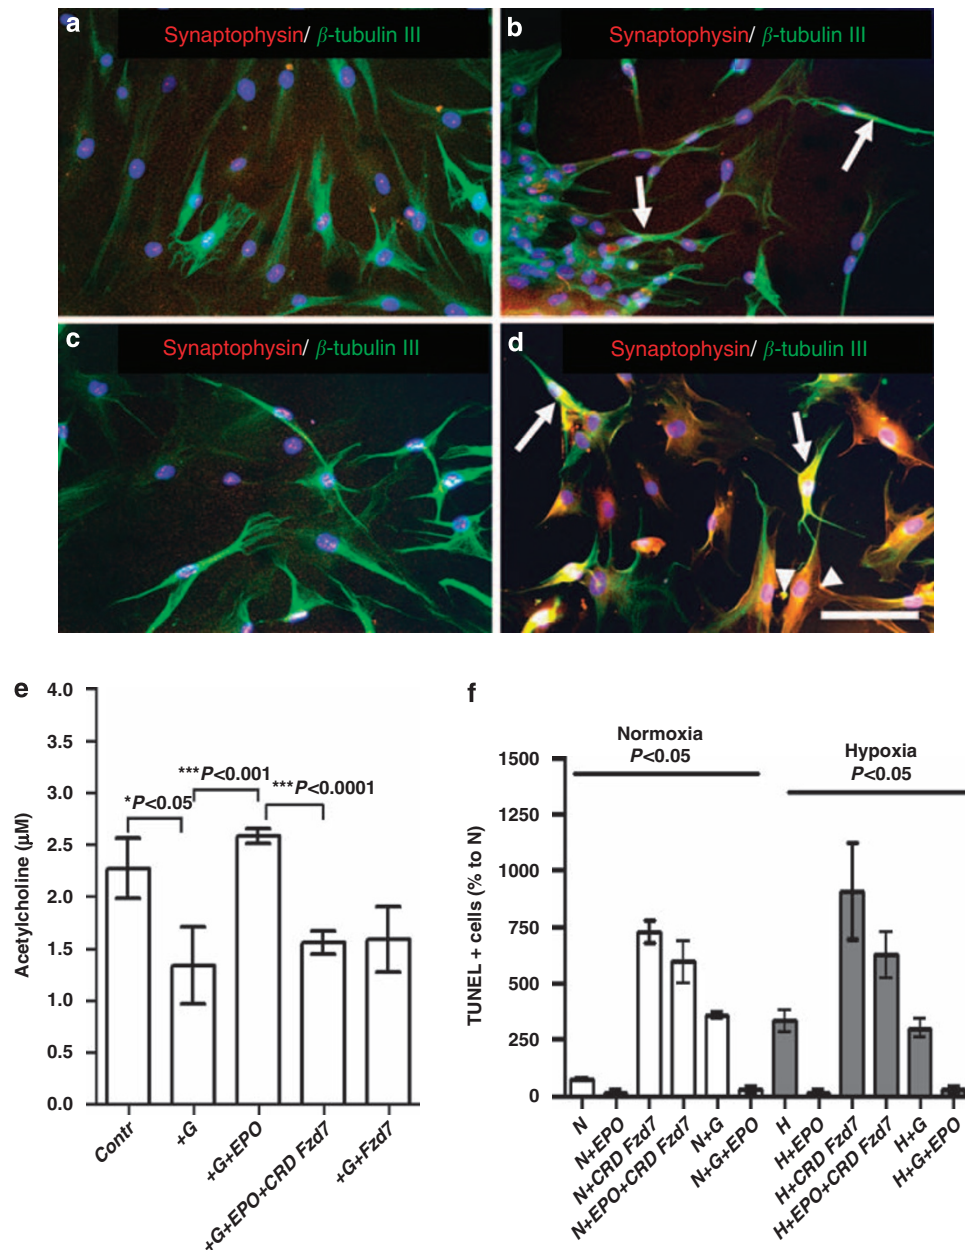 a
Synaptophysin/ β-tubulin III
b
Synaptophysin/ β-tubulin III
c
Synaptophysin/ β-tubulin III
d
Synaptophysin/ β-tubulin III
e
Acetylcholine (μM)
4.0
3.5
3.0
2.5
2.0
1.5
1.0
0.5
0.0
*P<0.05
***P<0.001
***P<0.0001
Contr
+G
+G+EPO
+G+EPO+CRD Fzd7
+G+Fzd7
f
TUNEL + cells (% to N)
1500
1250
1000
750
500
250
0
Normoxia
P<0.05
Hypoxia
P<0.05
N
N+EPO
N+CRD Fzd7
N+EPO+CRD Fzd7
N+G
N+G+EPO
H
H+EPO
H+CRD Fzd7
H+EPO+CRD Fzd7
H+G
H+G+EPO